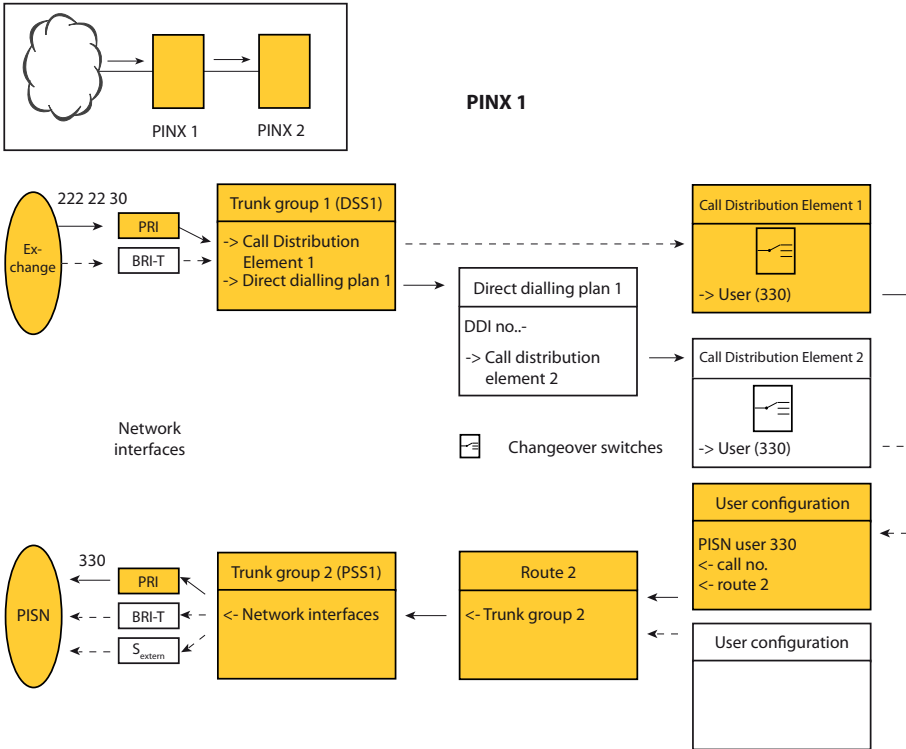 PINX 1
PINX 2
PINX 1
222 22 30
Ex-
change
PRI
BRI-T
Trunk group 1 (DSS1)
-> Call Distribution
Element 1
-> Direct dialling plan 1
Direct dialling plan 1
DDI no..-
-> Call distribution
element 2
Call Distribution Element 1
-> User (330)
Call Distribution Element 2
-> User (330)
Network
interfaces
Changeover switches
User configuration
PISN user 330
<- call no.
<- route 2
330
PISN
PRI
BRI-T
Sextern
Trunk group 2 (PSS1)
<- Network interfaces
Route 2
<- Trunk group 2
User configuration